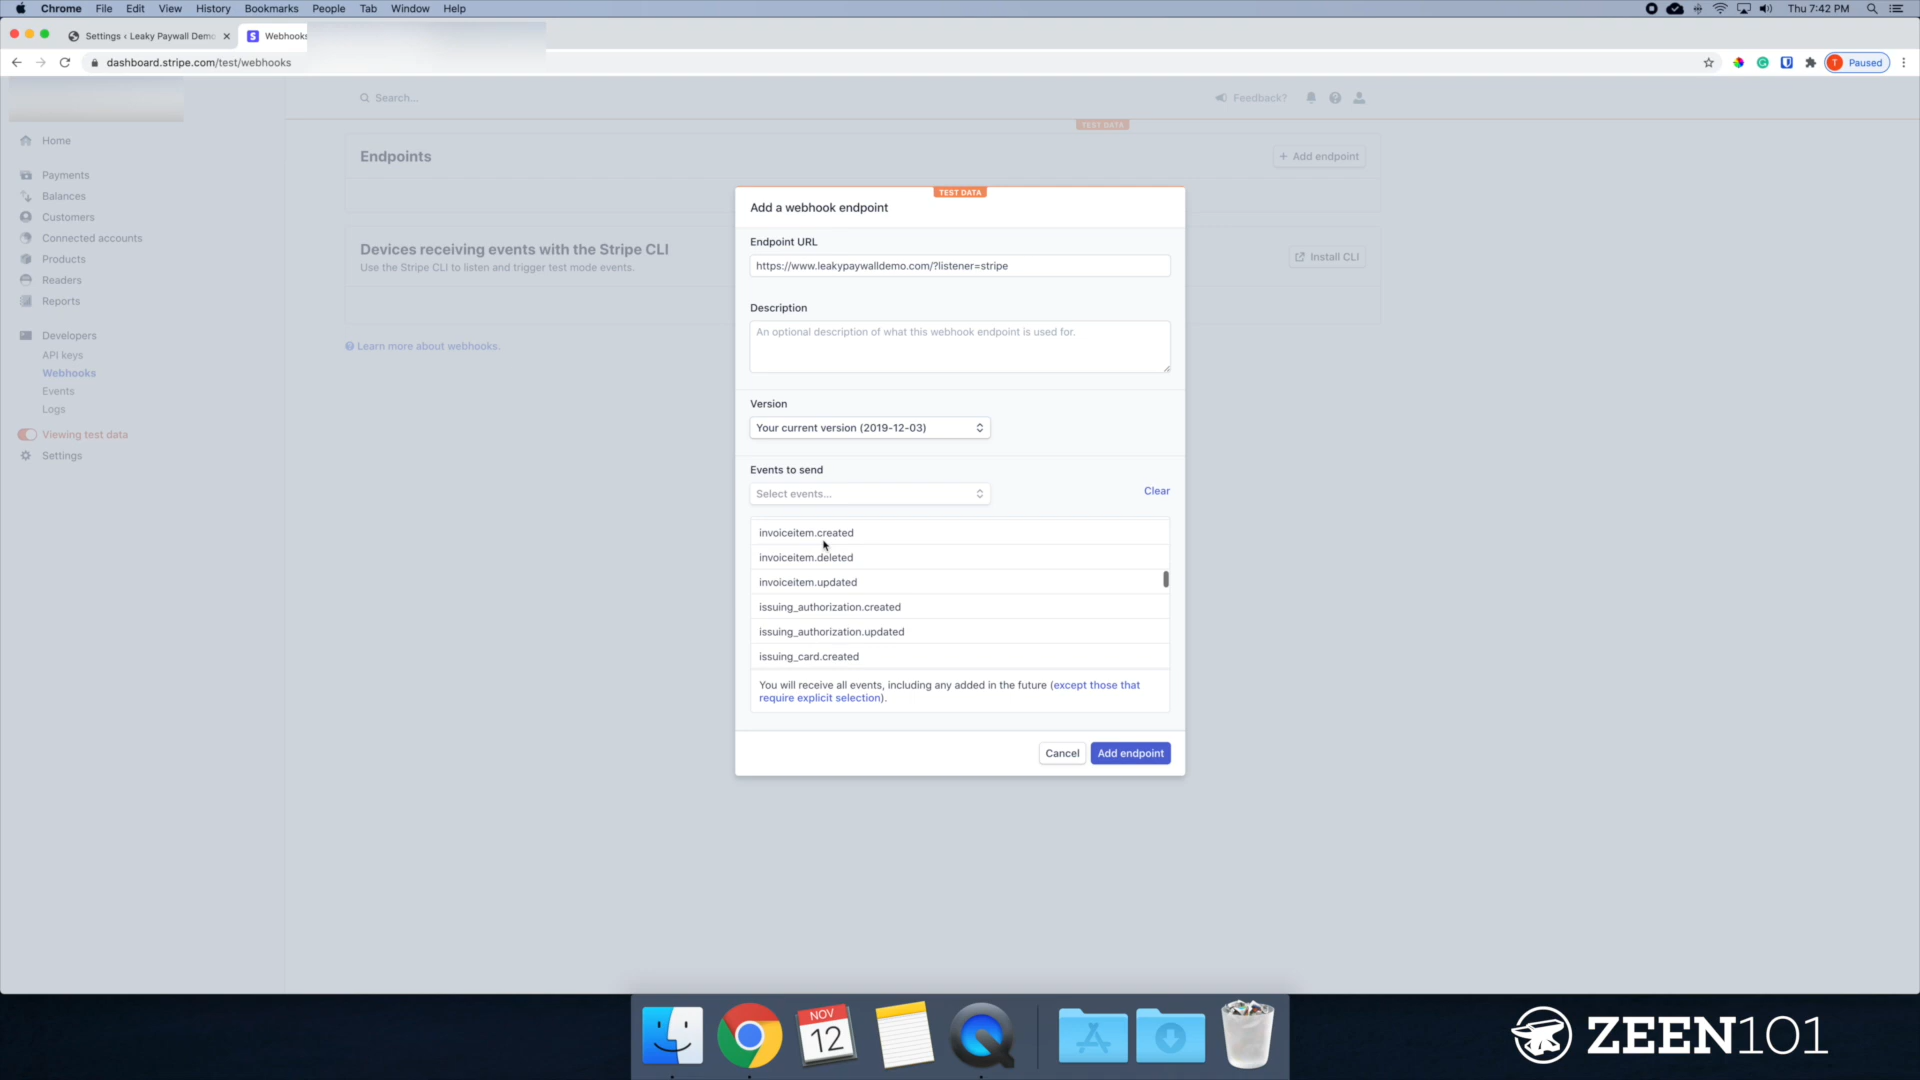 Chrome File Edit View History Bookmarks People Tab Window Help Thu 7:42 PM
Settings ‹ Leaky Paywall Demo
Webhooks
dashboard.stripe.com/test/webhooks
Paused
Search...
Feedback?
TEST DATA
Home
Payments
Balances
Customers
Connected accounts
Products
Readers
Reports
Developers
API keys
Webhooks
Events
Logs
Viewing test data
Settings
Endpoints
+ Add endpoint
Devices receiving events with the Stripe CLI
Use the Stripe CLI to listen and trigger test mode events.
Install CLI
Learn more about webhooks.
TEST DATA
Add a webhook endpoint
Endpoint URL
https://www.leakypaywalldemo.com/?listener=stripe
Description
An optional description of what this webhook endpoint is used for.
Version
Your current version (2019-12-03)
Events to send
Select events...
Clear
invoiceitem.created
invoiceitem.deleted
invoiceitem.updated
issuing_authorization.created
issuing_authorization.updated
issuing_card.created
You will receive all events, including any added in the future (except those that
require explicit selection).
Cancel
Add endpoint
NOV
12
ZEEN101